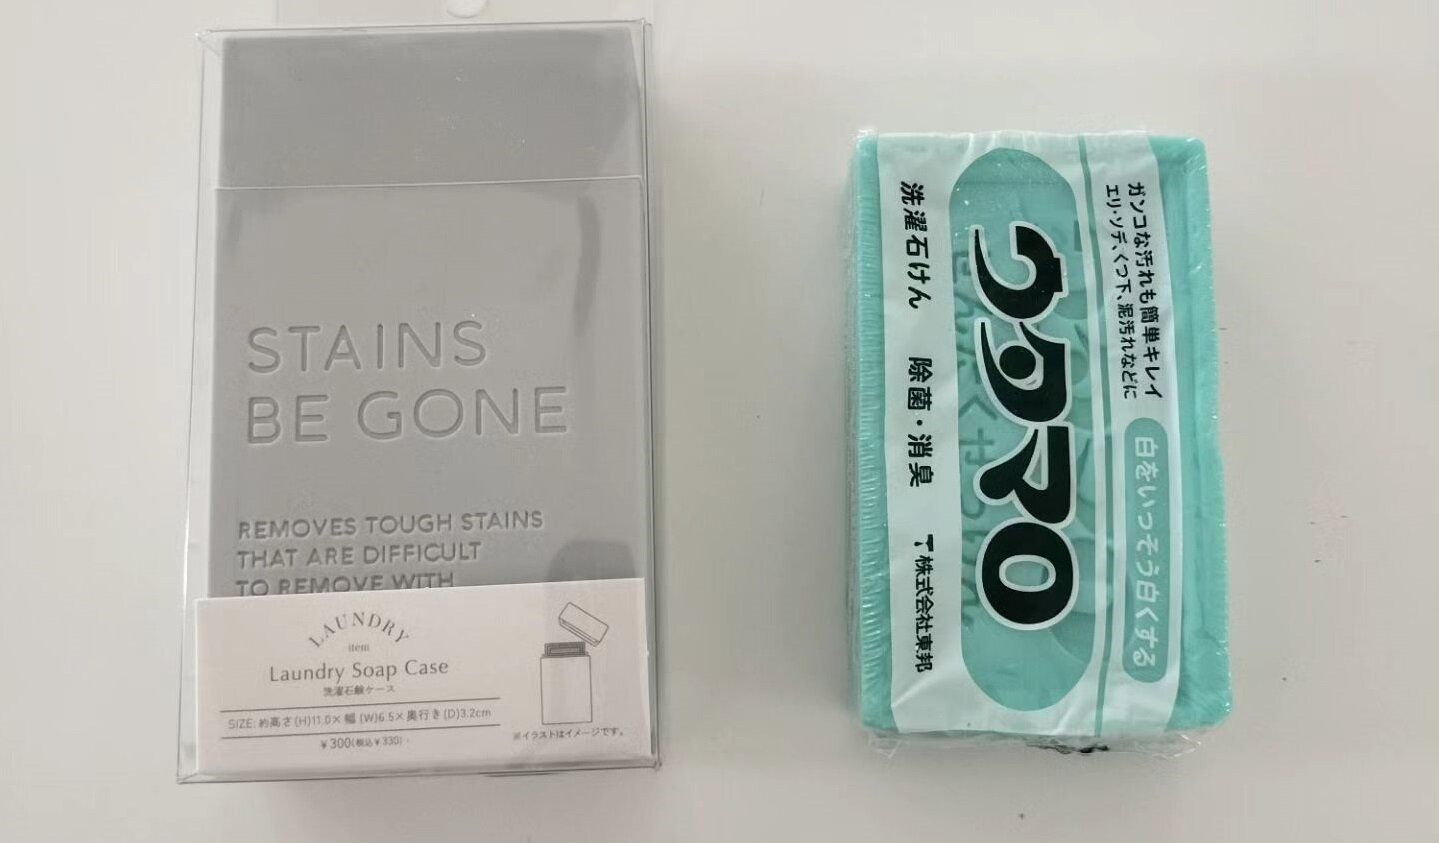 STAINS
BE GONE
REMOVES TOUGH STAINS
THAT ARE DIFFICULT
TO REMOVE WITH
LAUNDRY
item
Laundry Soap Case
洗濯石鹸ケース
SIZE: 約高さ(H)11.0×幅(W)6.5×奥行き(D)3.2cm
¥300(税込¥330)
※イラストはイメージです。
ガンコな汚れも簡単キレイ
エリ・ソデ、くつ下、泥汚れなどに
白をいっそう白くする
ウタマロ
洗濯石けん 除菌・消臭 株式会社東邦